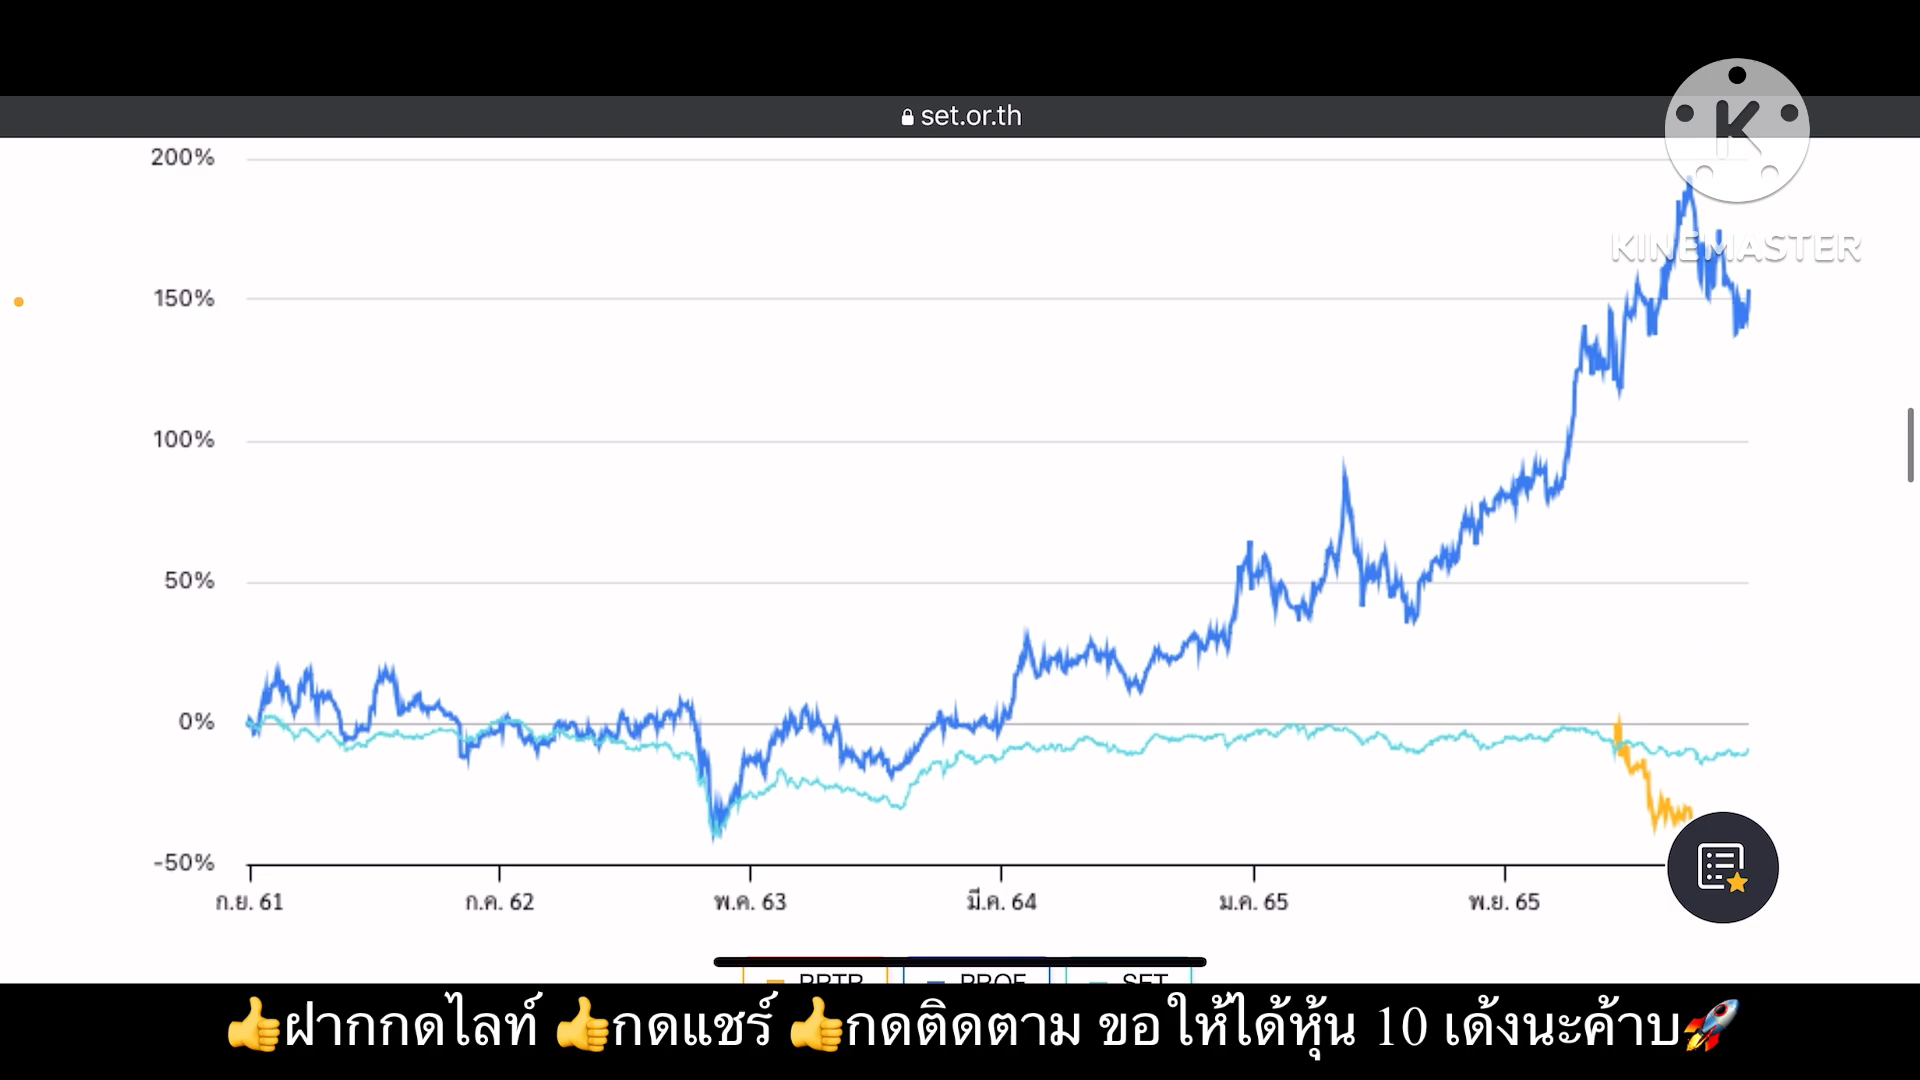 set.or.th
K
KINEMASTER
200%
150%
100%
50%
0%
-50%
ก.ย. 61 ก.ค. 62 พ.ค. 63 มี.ค. 64 ม.ค. 65 พ.ย. 65
SET
👍ฝากกดไลท์ 👍กดแชร์ 👍กดติดตาม ขอให้ได้หุ้น 10 เด้งนะค้าบ🚀